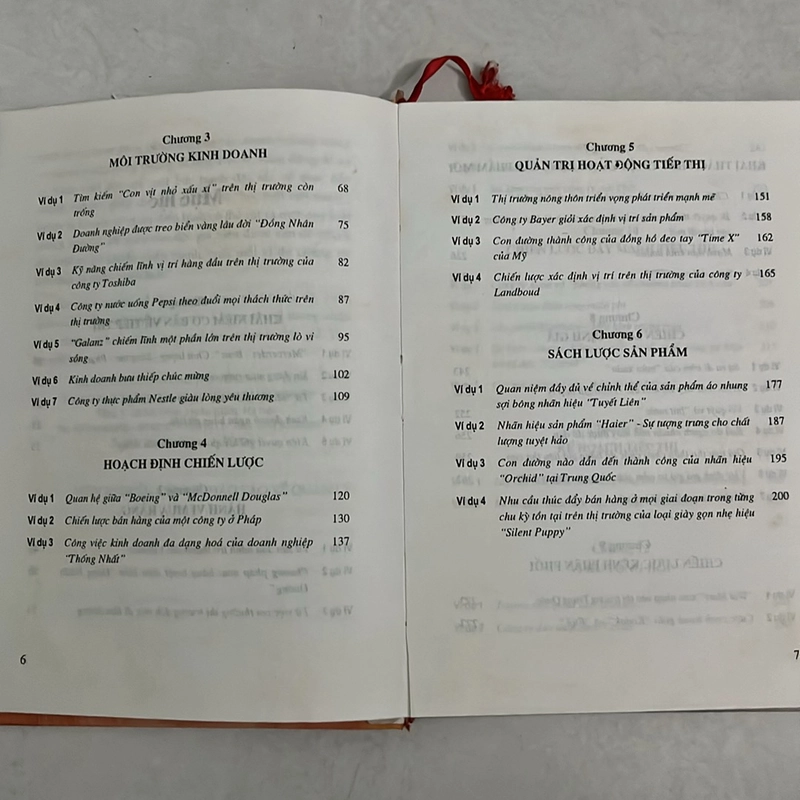 Chương 3
MÔI TRƯỜNG KINH DOANH
Ví dụ 1 Tìm kiếm "Con vịt nhỏ xấu xí" trên thị trường còn 68
trống
Ví dụ 2 Doanh nghiệp được treo biển vàng lâu đời "Đồng Nhân 75
Đường"
Ví dụ 3 Kỹ năng chiếm lĩnh vị trí hàng đầu trên thị trường của 82
công ty Toshiba
Ví dụ 4 Công ty nước uống Pepsi theo đuổi mọi thách thức trên 87
thị trường
Ví dụ 5 "Galanz" chiếm lĩnh một phần lớn trên thị trường lò vi 95
sóng
Ví dụ 6 Kinh doanh bưu thiếp chúc mừng 102
Ví dụ 7 Công ty thực phẩm Nestle giàu lòng yêu thương 109
Chương 4
HOẠCH ĐỊNH CHIẾN LƯỢC
Ví dụ 1 Quan hệ giữa "Boeing" và "McDonnell Douglas" 120
Ví dụ 2 Chiến lược bán hàng của một công ty ở Pháp 130
Ví dụ 3 Công việc kinh doanh đa dạng hoá của doanh nghiệp 137
"Thống Nhất"
6
Chương 5
QUẢN TRỊ HOẠT ĐỘNG TIẾP THỊ
Ví dụ 1 Thị trường nông thôn triển vọng phát triển mạnh mẽ 151
Ví dụ 2 Công ty Bayer giỏi xác định vị trí sản phẩm 158
Ví dụ 3 Con đường thành công của đồng hồ đeo tay "Time X" 162
của Mỹ
Ví dụ 4 Chiến lược xác định vị trí trên thị trường của công ty 165
Landboud
Chương 6
SÁCH LƯỢC SẢN PHẨM
Ví dụ 1 Quan niệm đầy đủ về chỉnh thể của sản phẩm áo nhung 177
sợi bông nhãn hiệu "Tuyết Liên"
Ví dụ 2 Nhãn hiệu sản phẩm "Haier" - Sự tượng trưng cho chất 187
lượng tuyệt hảo
Ví dụ 3 Con đường nào dẫn đến thành công của nhãn hiệu 195
"Orchid" tại Trung Quốc
Ví dụ 4 Nhu cầu thúc đẩy bán hàng ở mọi giai đoạn trong từng 200
chu kỳ tồn tại trên thị trường của loại giày gọn nhẹ hiệu
"Silent Puppy"
7